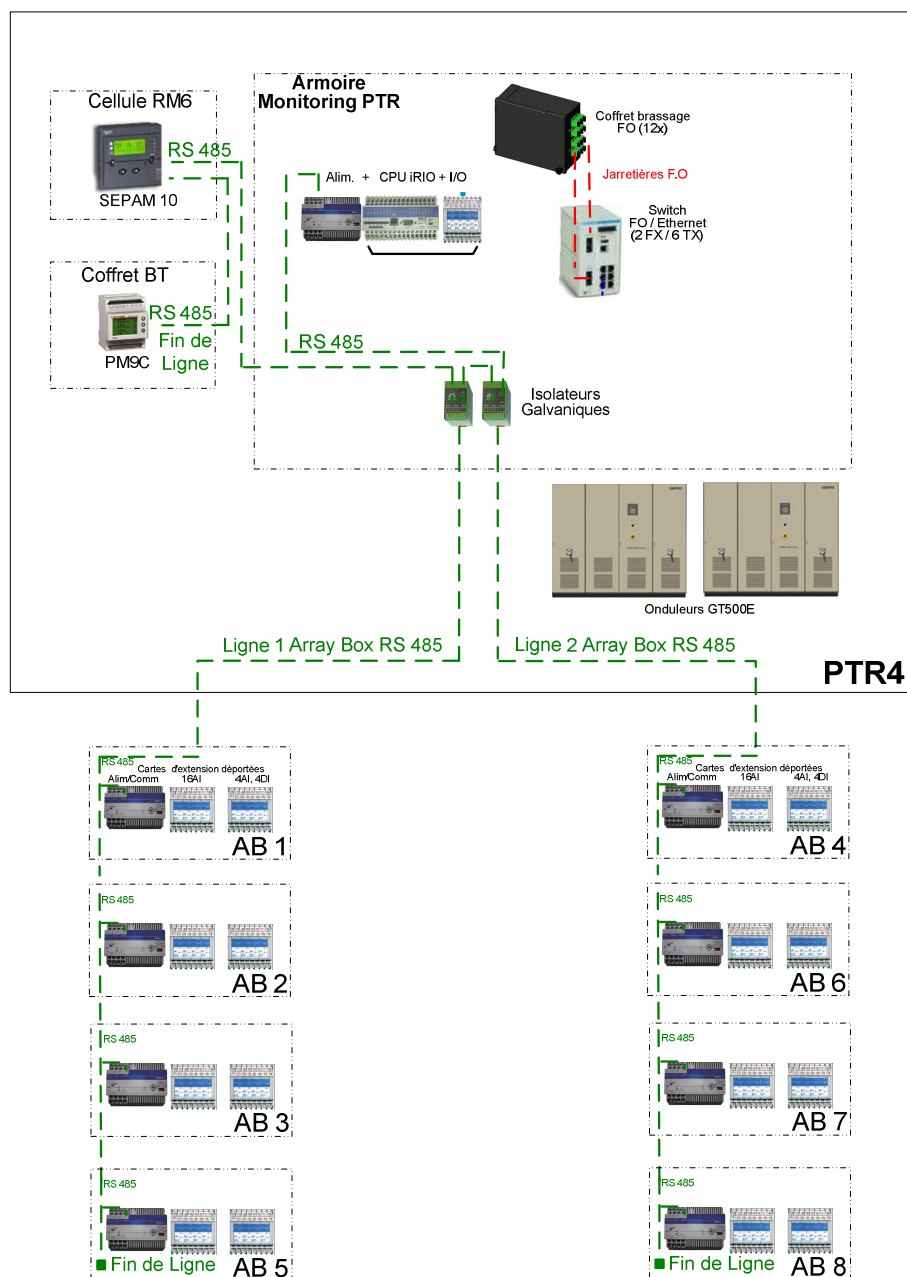 Armoire
Monitoring PTR
Cellule RM6
RS 485
SEPAM 10
Coffret BT
RS 485
Fin de
Ligne
PM9C
Alim. + CPU iRIO + I/O
RS 485
Coffret brassage
FO (12x)
Jarretières F.O
Switch
FO / Ethernet
(2 FX / 6 TX)
Isolateurs
Galvaniques
Onduleurs GT500E
Ligne 1 Array Box RS 485
Ligne 2 Array Box RS 485
PTR4
RS 485
Cartes d'extension déportées
Alim/Comm 16AI 4AI, 4DI
AB 1
RS 485
AB 2
RS 485
AB 3
RS 485
Fin de Ligne
AB 5
RS 485
Cartes d'extension déportées
Alim/Comm 16AI 4AI, 4DI
AB 4
RS 485
AB 6
RS 485
AB 7
RS 485
Fin de Ligne
AB 8